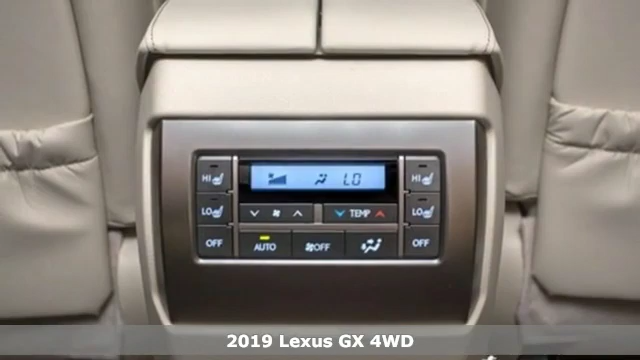 HI LO HI
LO TEMP LO
OFF AUTO OFF OFF
2019 Lexus GX 4WD